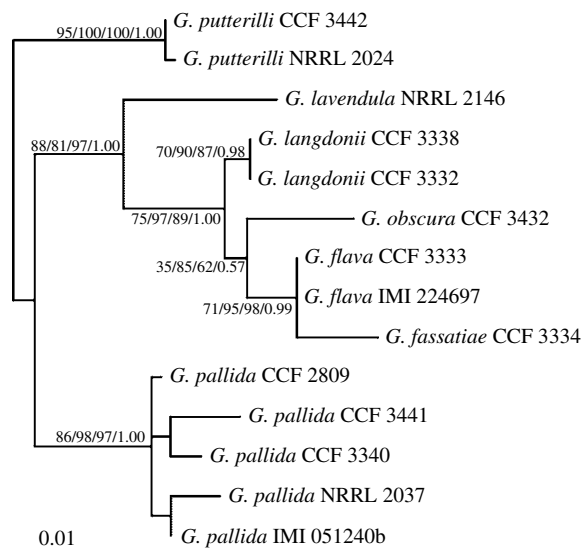 G. putterilli CCF 3442
95/100/100/1.00
G. putterilli NRRL 2024
G. lavendula NRRL 2146
88/81/97/1.00
70/90/87/0.98
G. langdonii CCF 3338
G. langdonii CCF 3332
75/97/89/1.00
G. obscura CCF 3432
35/85/62/0.57
G. flava CCF 3333
G. flava IMI 224697
71/95/98/0.99
G. fassatiae CCF 3334
G. pallida CCF 2809
G. pallida CCF 3441
86/98/97/1.00
G. pallida CCF 3340
G. pallida NRRL 2037
0.01
G. pallida IMI 051240b